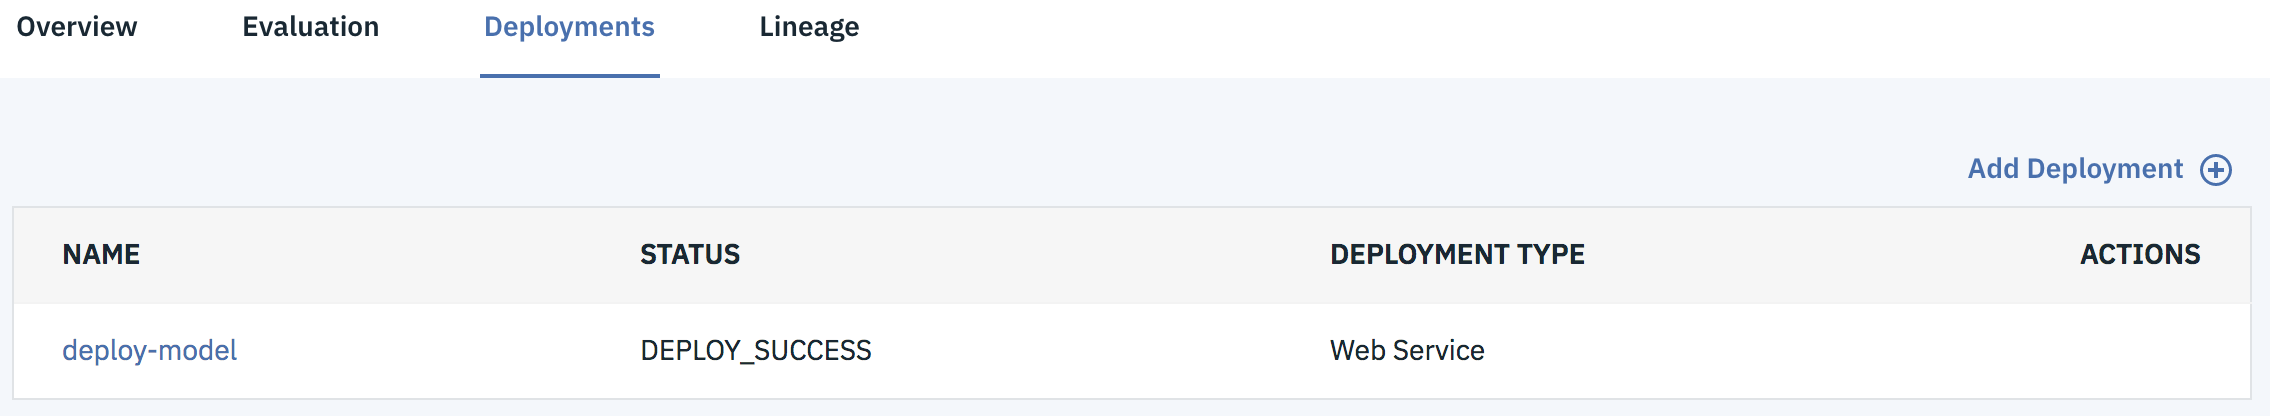 Overview Evaluation Deployments Lineage
Add Deployment
NAME STATUS DEPLOYMENT TYPE ACTIONS
deploy-model DEPLOY_SUCCESS Web Service